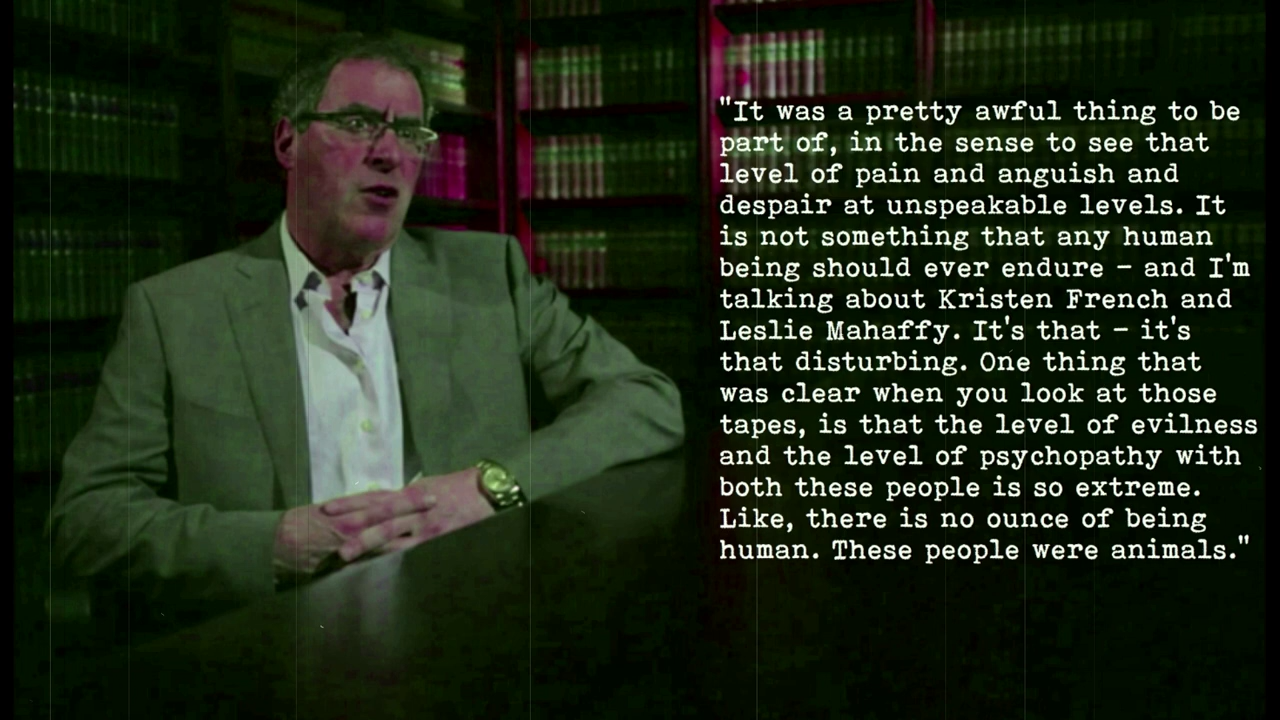 "It was a pretty awful thing to be
part of, in the sense to see that
level of pain and anguish and
despair at unspeakable levels. It
is not something that any human
being should ever endure – and I'm
talking about Kristen French and
Leslie Mahaffy. It's that – it's
that disturbing. One thing that
was clear when you look at those
tapes, is that the level of evilness
and the level of psychopathy with
both these people is so extreme.
Like, there is no ounce of being
human. These people were animals."